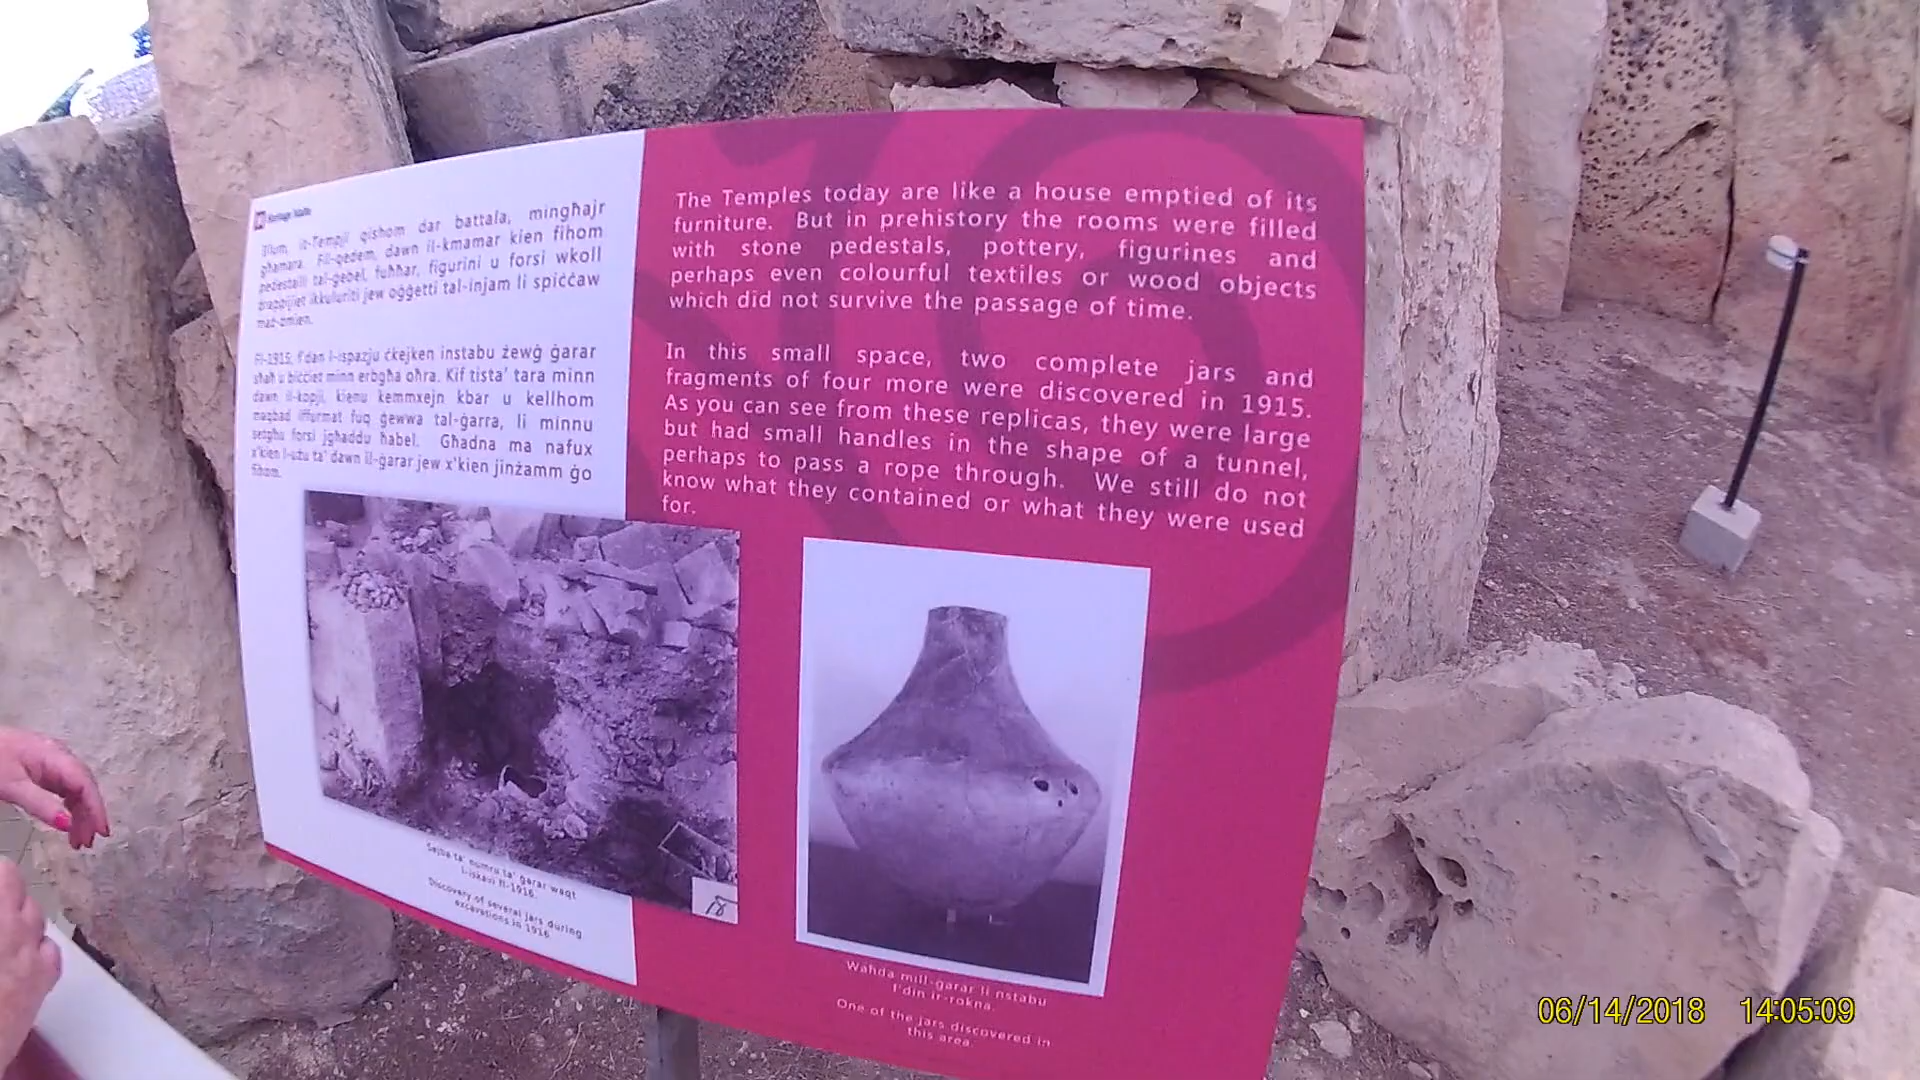 Heritage Malta
Illum, it-Tempji qishom dar battala, mingħajr
għamara. Fil-qedem, dawn il-kmamar kien fihom
pedestalli tal-ġebel, fuħħar, figurini u forsi wkoll
drappijiet ikkuluriti jew oġġetti tal-injam li spiċċaw
maż-żmien.
Fl-1915, f'dan l-ispazju ċkejken instabu żewġ ġarar
sħaħ u biċċiet minn erbgħa oħra. Kif tista' tara minn
dawn il-kopji, kienu kemmxejn kbar u kellhom
maqbad iffurmat fuq ġewwa tal-ġarra, li minnu
setgħu forsi jgħaddu ħabel. Għadna ma nafux
x'kien l-użu ta' dawn il-ġarar jew x'kien jinżamm ġo
fihom.
The Temples today are like a house emptied of its
furniture. But in prehistory the rooms were filled
with stone pedestals, pottery, figurines and
perhaps even colourful textiles or wood objects
which did not survive the passage of time.
In this small space, two complete jars and
fragments of four more were discovered in 1915.
As you can see from these replicas, they were large
but had small handles in the shape of a tunnel,
perhaps to pass a rope through. We still do not
know what they contained or what they were used
for.
Sejba ta' numru ta' ġarar waqt
l-iskavi fl-1916.
Discovery of several jars during
excavations in 1916
Waħda mill-ġarar li nstabu
f'din ir-rokna.
One of the jars discovered in
this area.
06/14/2018 14:05:09